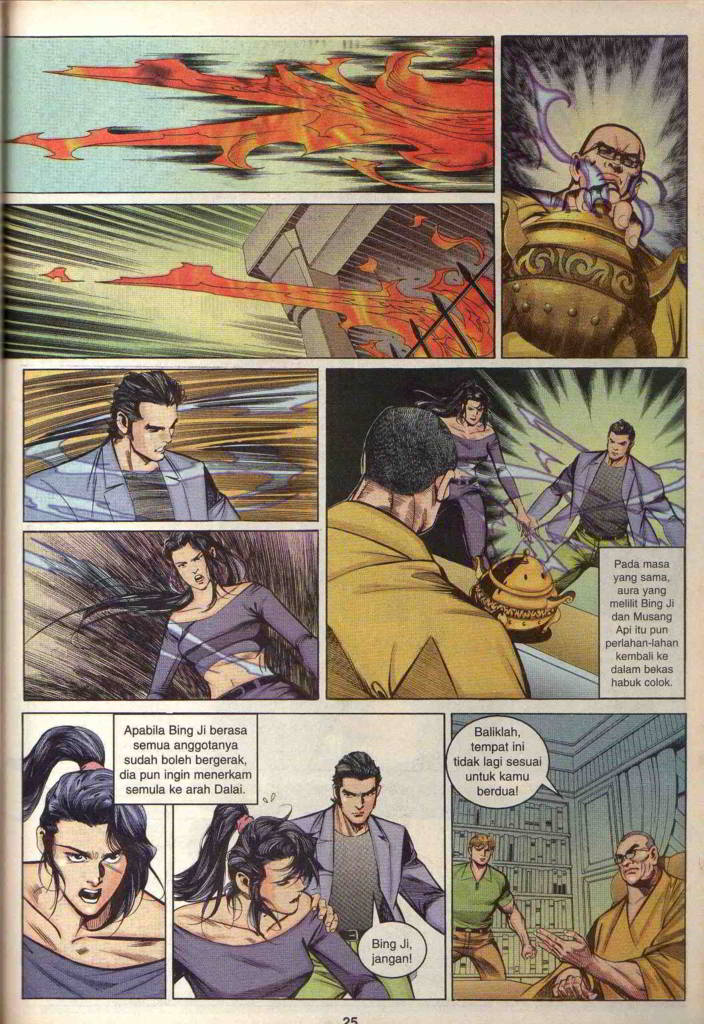 Pada masa
yang sama,
aura yang
melilit Bing Ji
dan Musang
Api itu pun
perlahan-lahan
kembali ke
dalam bekas
habuk colok.
Apabila Bing Ji berasa
semua anggotanya
sudah boleh bergerak,
dia pun ingin menerkam
semula ke arah Dalai.
Bing Ji,
jangan!
Baliklah,
tempat ini
tidak lagi sesuai
untuk kamu
berdua!
25